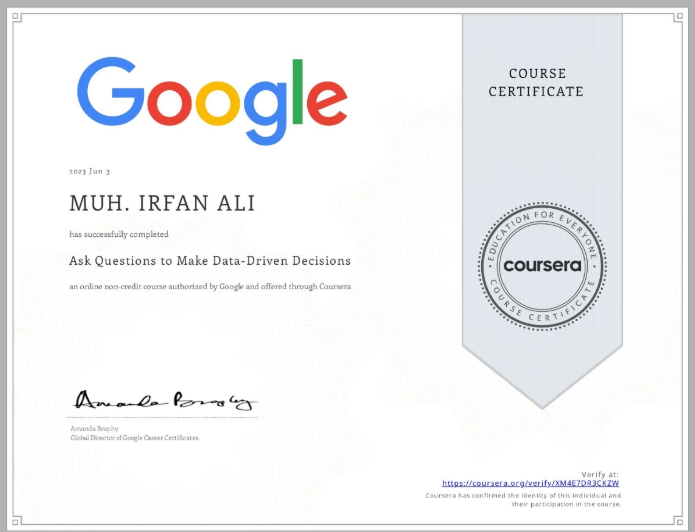 Google
COURSE
CERTIFICATE
2023 Jun 3
MUH. IRFAN ALI
has successfully completed
Ask Questions to Make Data-Driven Decisions
an online non-credit course authorized by Google and offered through Coursera
EDUCATION FOR EVERYONE
coursera
COURSE CERTIFICATE
Amanda Brophy
Amanda Brophy
Global Director of Google Career Certificates
Verify at:
https://coursera.org/verify/XM4E7DR3CKZW
Coursera has confirmed the identity of this individual and
their participation in the course.